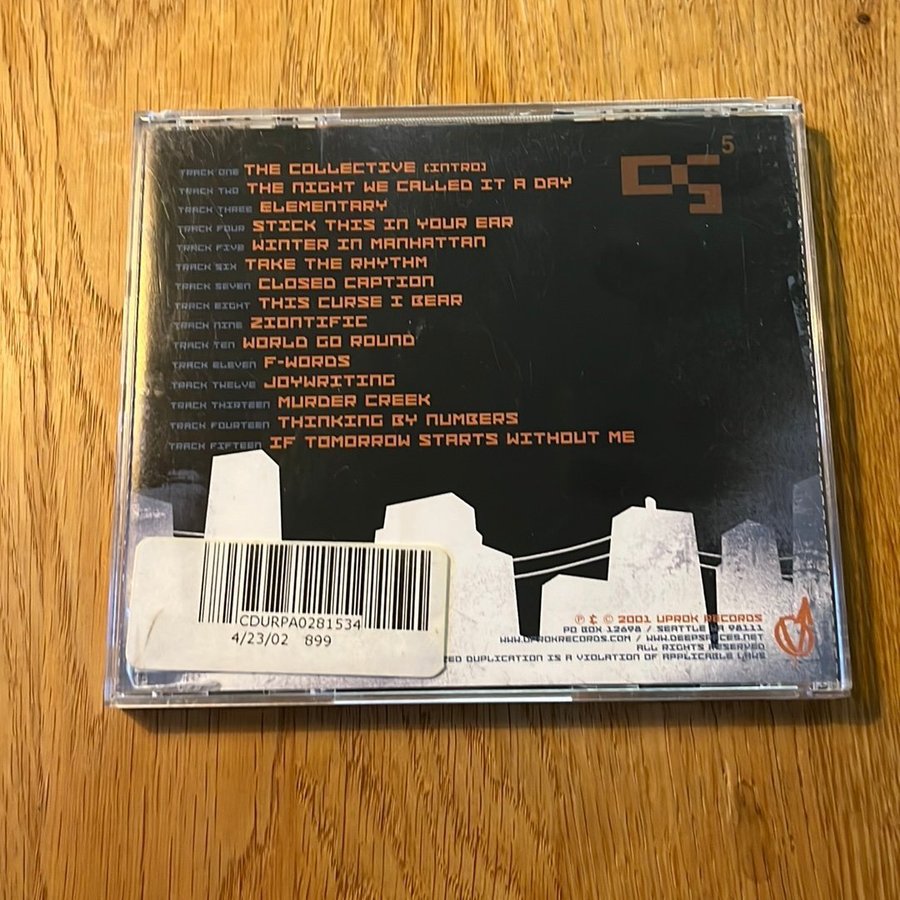 TRACK ONE THE COLLECTIVE [INTRO]
TRACK TWO THE NIGHT WE CALLED IT A DAY
TRACK THREE ELEMENTARY
TRACK FOUR STICK THIS IN YOUR EAR
TRACK FIVE WINTER IN MANHATTAN
TRACK SIX TAKE THE RHYTHM
TRACK SEVEN CLOSED CAPTION
TRACK EIGHT THIS CURSE I BEAR
TRACK NINE ZIONTIFIC
TRACK TEN WORLD GO ROUND
TRACK ELEVEN F-WORDS
TRACK TWELVE JOYWRITING
TRACK THIRTEEN MURDER CREEK
TRACK FOURTEEN THINKING BY NUMBERS
TRACK FIFTEEN IF TOMORROW STARTS WITHOUT ME
5
CDURPA0281534
4/23/02 899
© 2001 UPROK RECORDS
PO BOX 12698 / SEATTLE WA 98111
WWW.UPROKRECORDS.COM / WWW.DEEPSPACE5.NET
ALL RIGHTS RESERVED
DUPLICATION IS A VIOLATION OF APPLICABLE LAWS